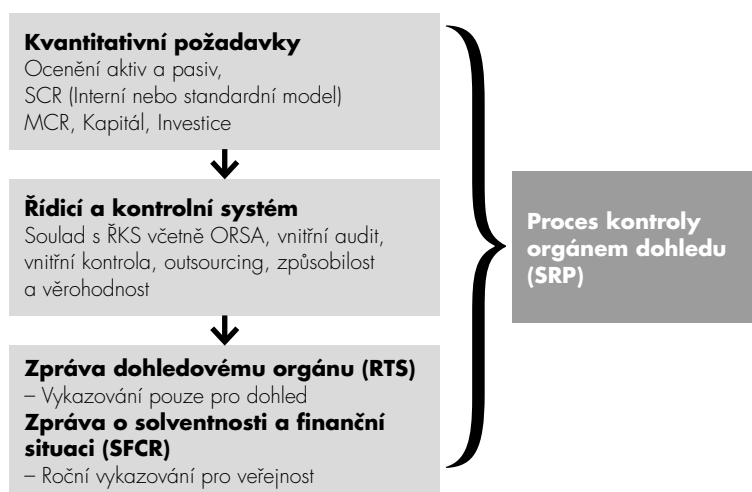 Kvantitativní požadavky
Ocenění aktiv a pasiv,
SCR (Interní nebo standardní model)
MCR, Kapitál, Investice
Řídicí a kontrolní systém
Soulad s ŘKS včetně ORSA, vnitřní audit,
vnitřní kontrola, outsourcing, způsobilost
a věrohodnost
Zpráva dohledovému orgánu (RTS)
– Vykazování pouze pro dohled
Zpráva o solventnosti a finanční
situaci (SFCR)
– Roční vykazování pro veřejnost
Proces kontroly
orgánem dohledu
(SRP)